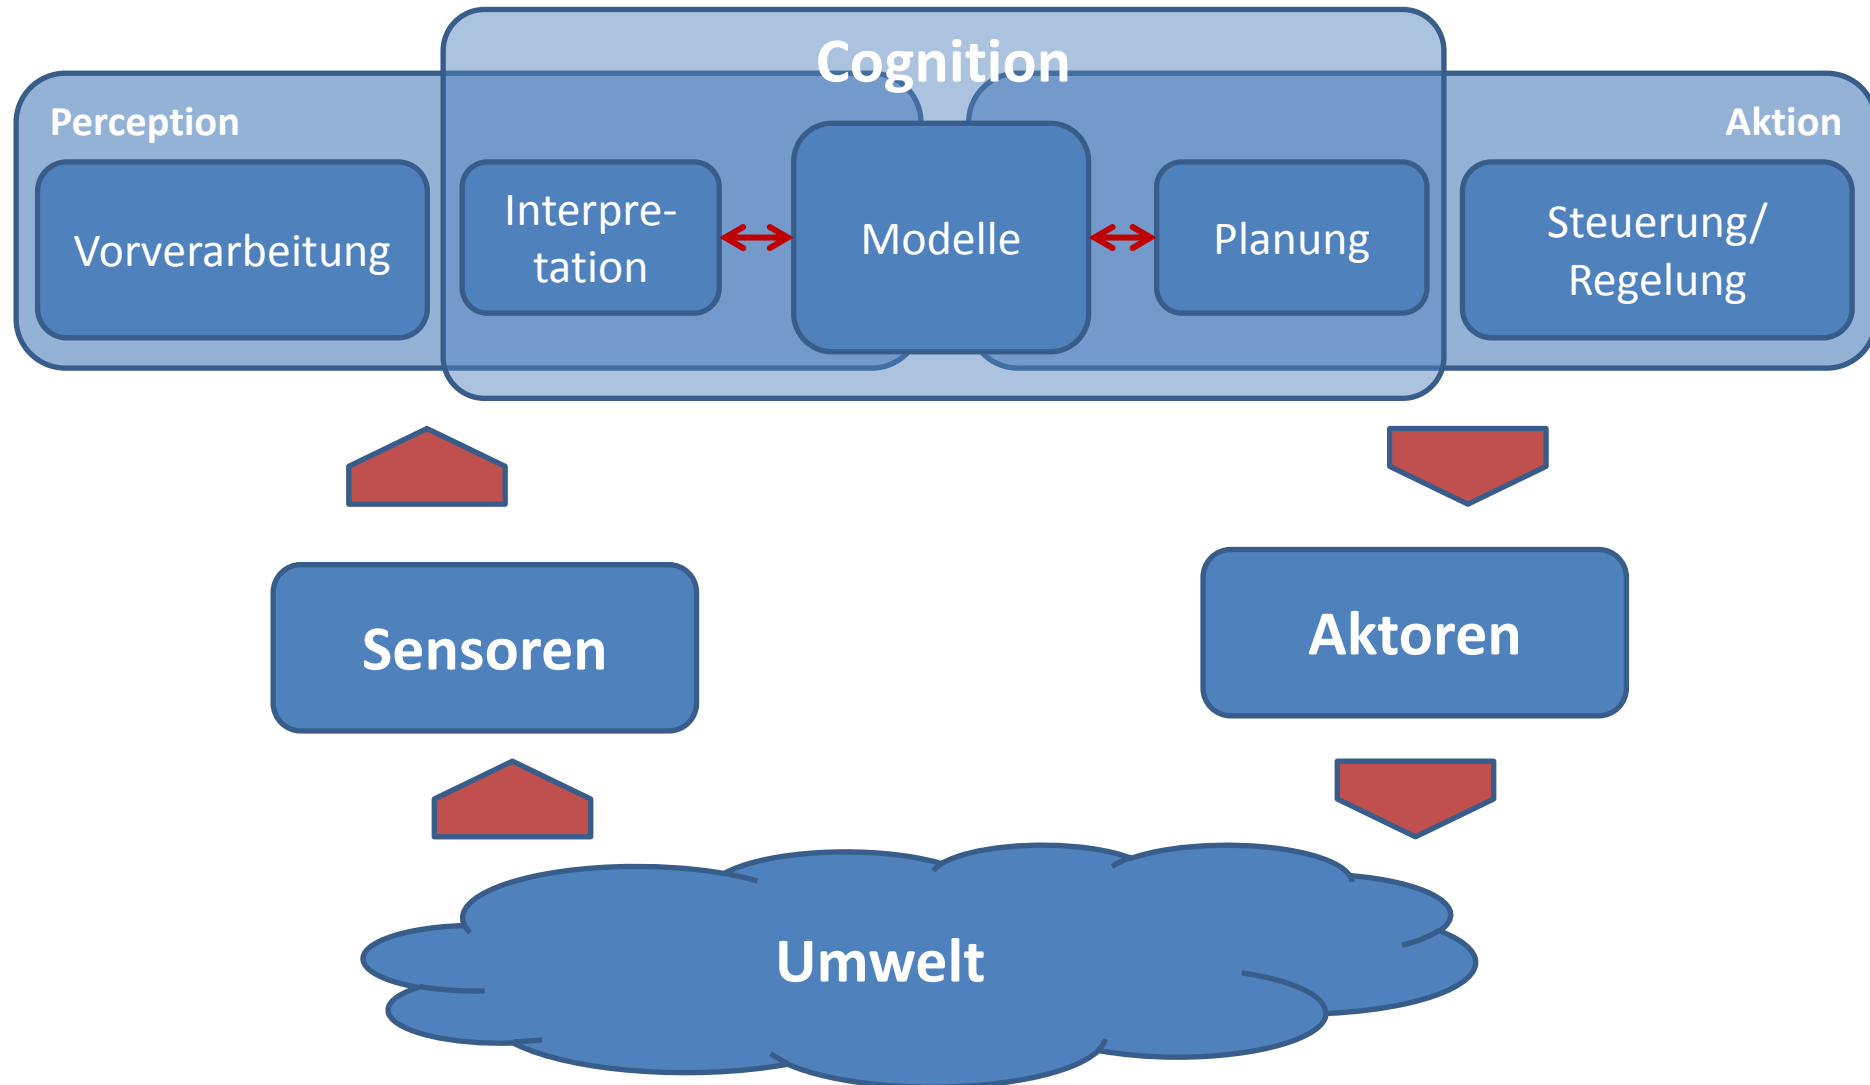 Cognition
Perception
Aktion
Vorverarbeitung
Interpre-
tation
Modelle
Planung
Steuerung/
Regelung
Sensoren
Aktoren
Umwelt